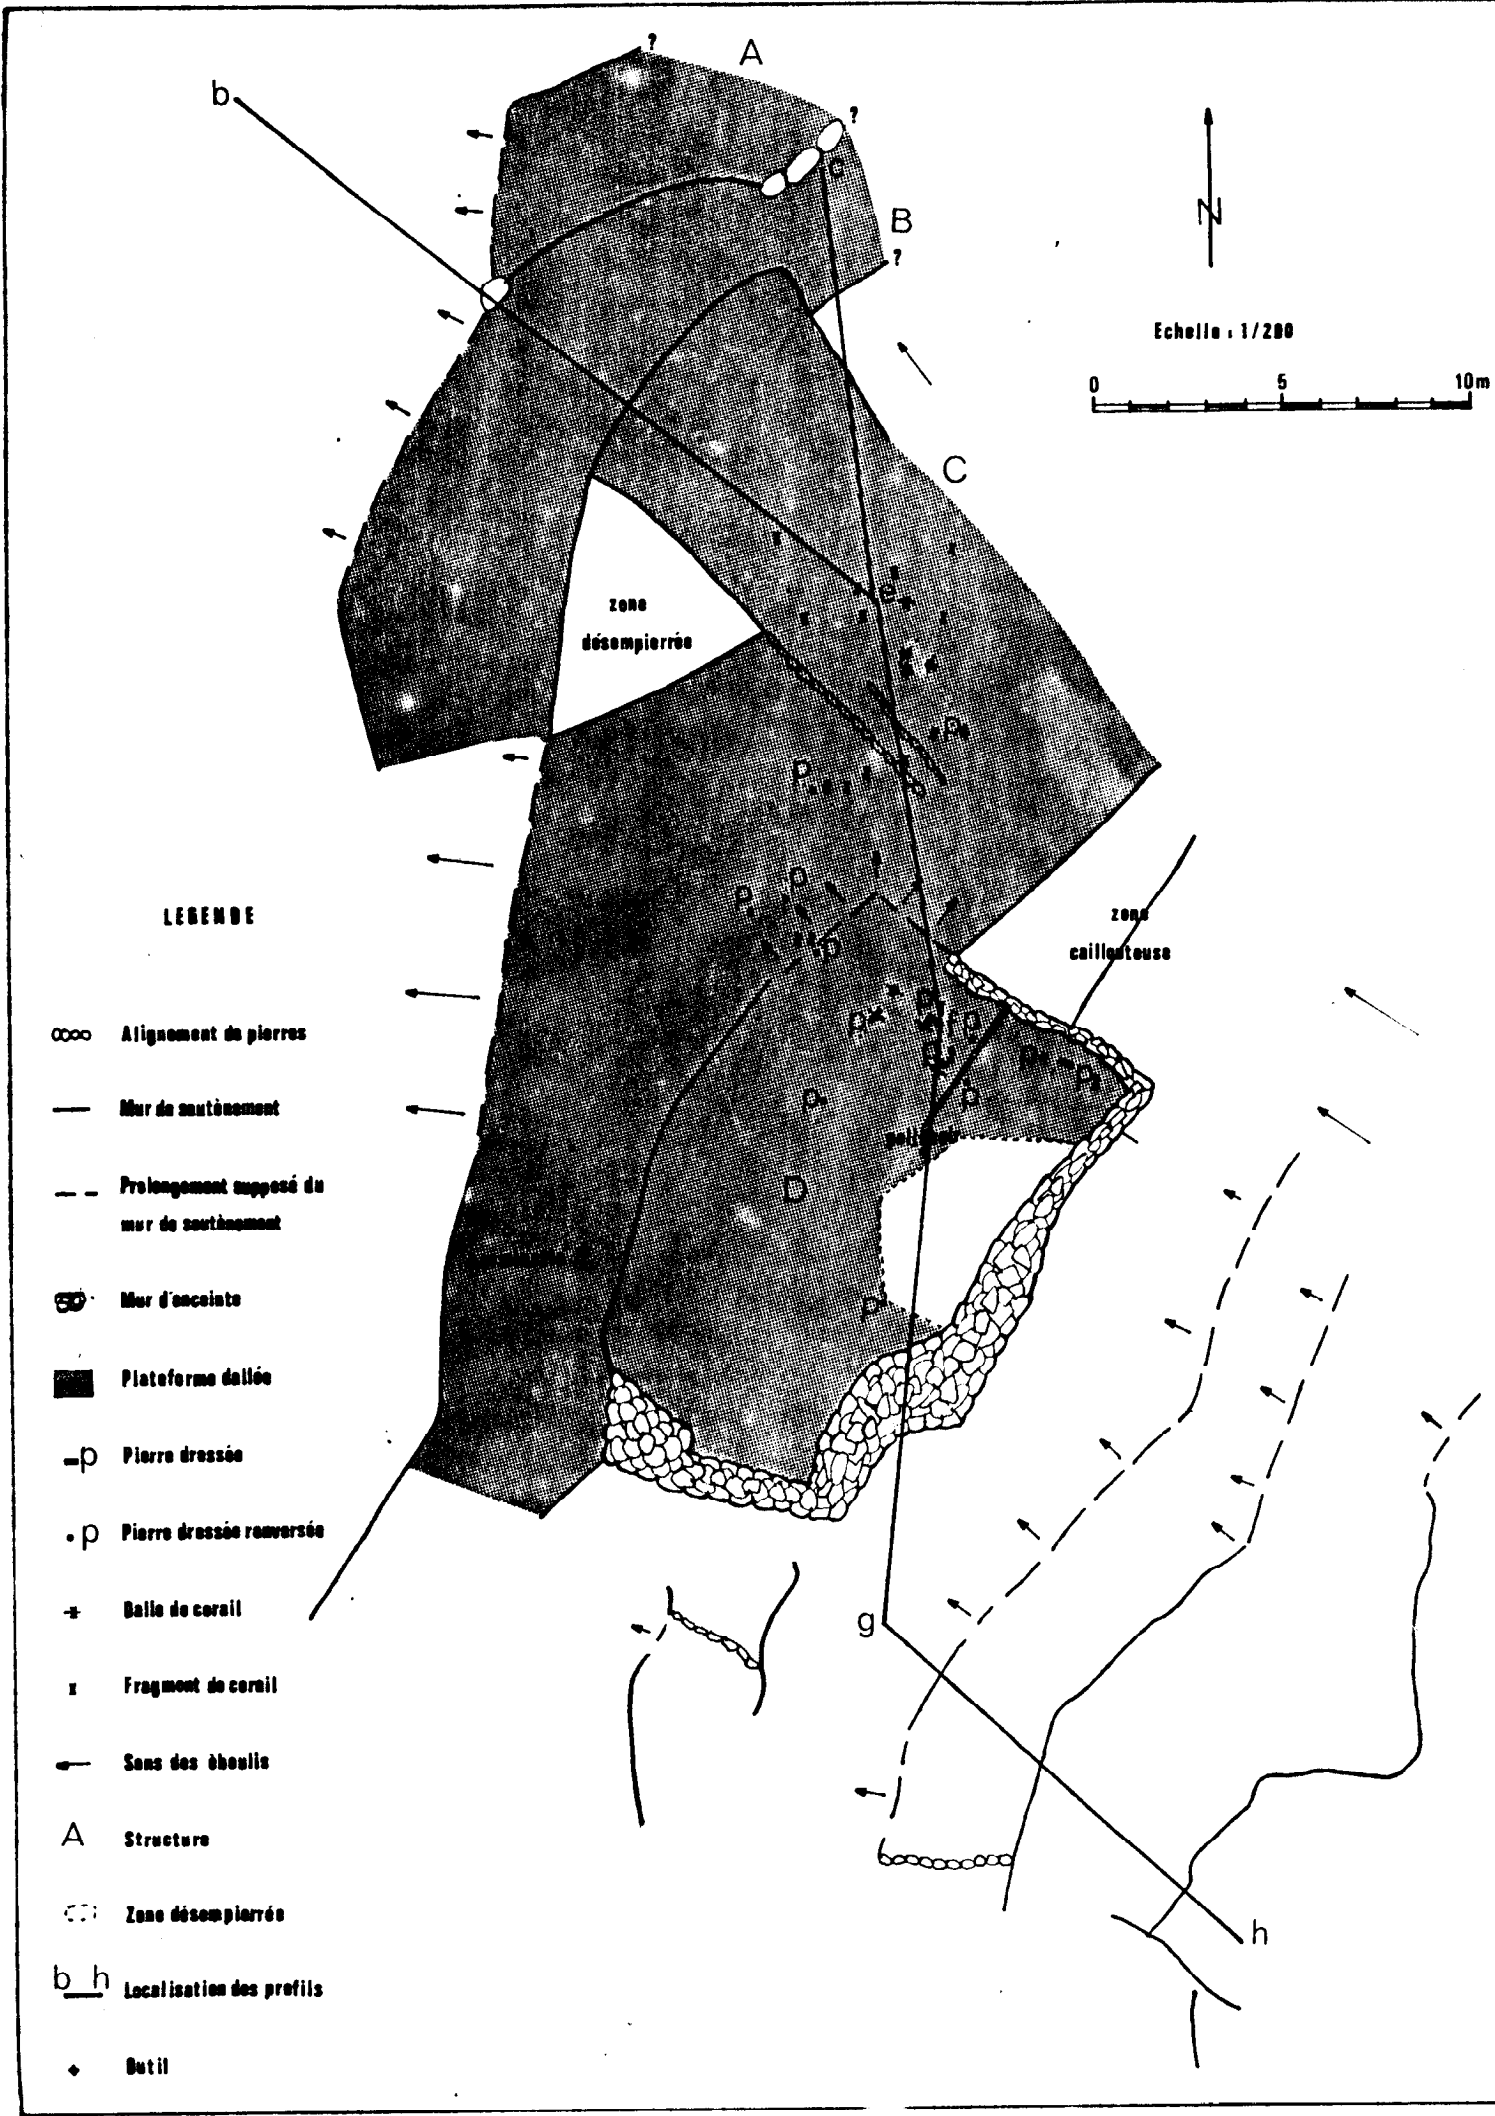 ?
A
b
?
c
B
?
N
Echelle : 1/200
0 5 10m
C
e
zone
désempierrée
p
p
p
p
p
zone
caillouteuse
p
p
p
p
p
p
p
p
polissoir
D
p
g
h
LEGENDE
Alignement de pierres
Mur de soutènement
Prolongement supposé du
mur de soutènement
Mur d'enceinte
Plateforme dallée
p Pierre dressée
p Pierre dressée renversée
Dalle de corail
Fragment de corail
Sens des éboulis
A Structure
Zone désempierrée
b h Localisation des profils
Outil